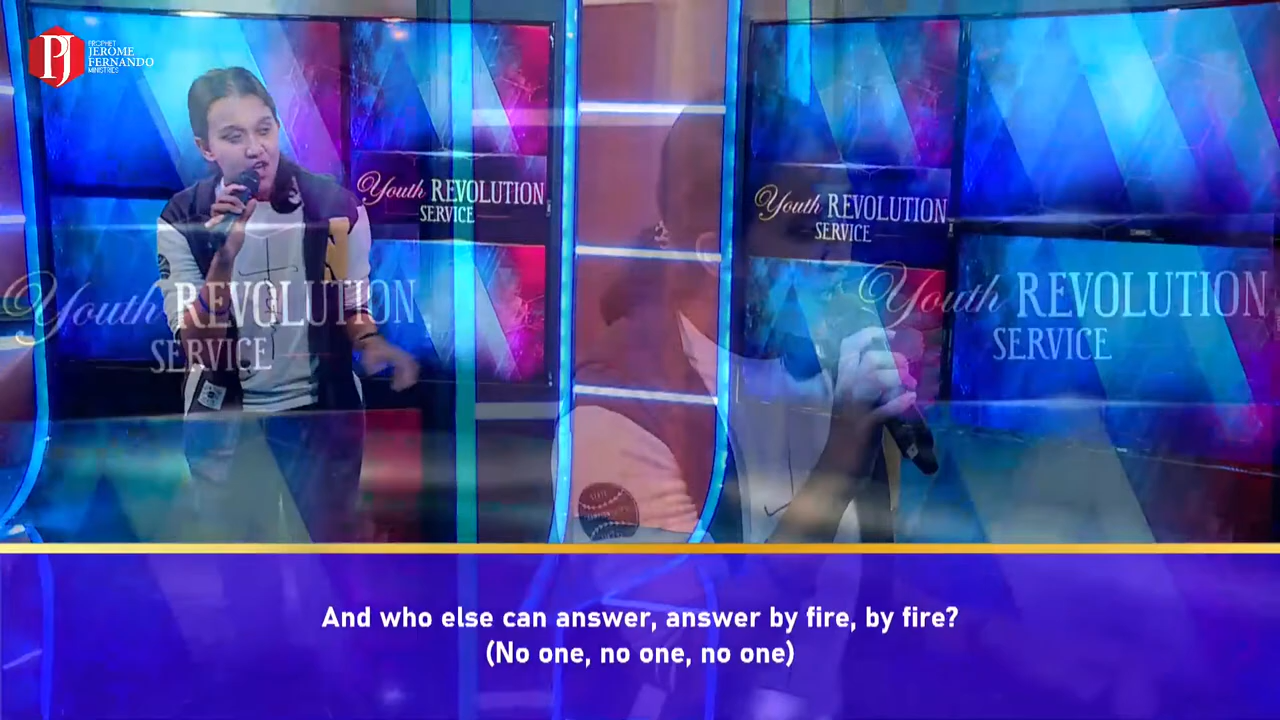 PJ
PROPHET
JEROME
FERNANDO
MINISTRIES
Youth REVOLUTION
SERVICE
Youth REVOLUTION
SERVICE
Youth REVOLUTION
SERVICE
Youth REVOLUTION
SERVICE
And who else can answer, answer by fire, by fire?
(No one, no one, no one)